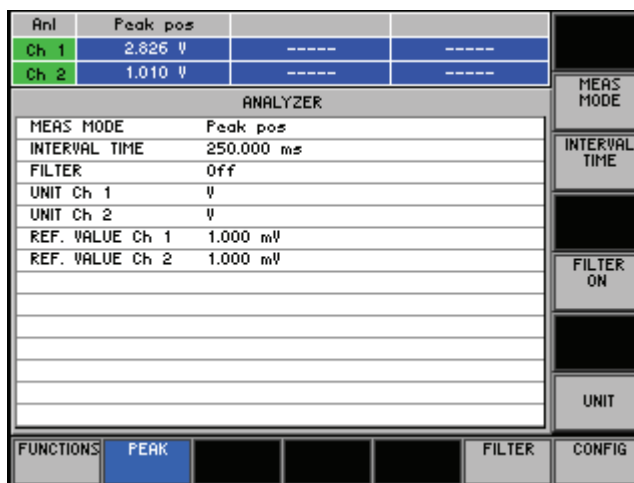 Anl Peak pos
Ch 1 2.826 V ----- -----
Ch 2 1.010 V ----- -----
ANALYZER
MEAS MODE Peak pos
INTERVAL TIME 250.000 ms
FILTER Off
UNIT Ch 1 V
UNIT Ch 2 V
REF. VALUE Ch 1 1.000 mV
REF. VALUE Ch 2 1.000 mV
MEAS
MODE
INTERVAL
TIME
FILTER
ON
UNIT
FUNCTIONS PEAK FILTER CONFIG